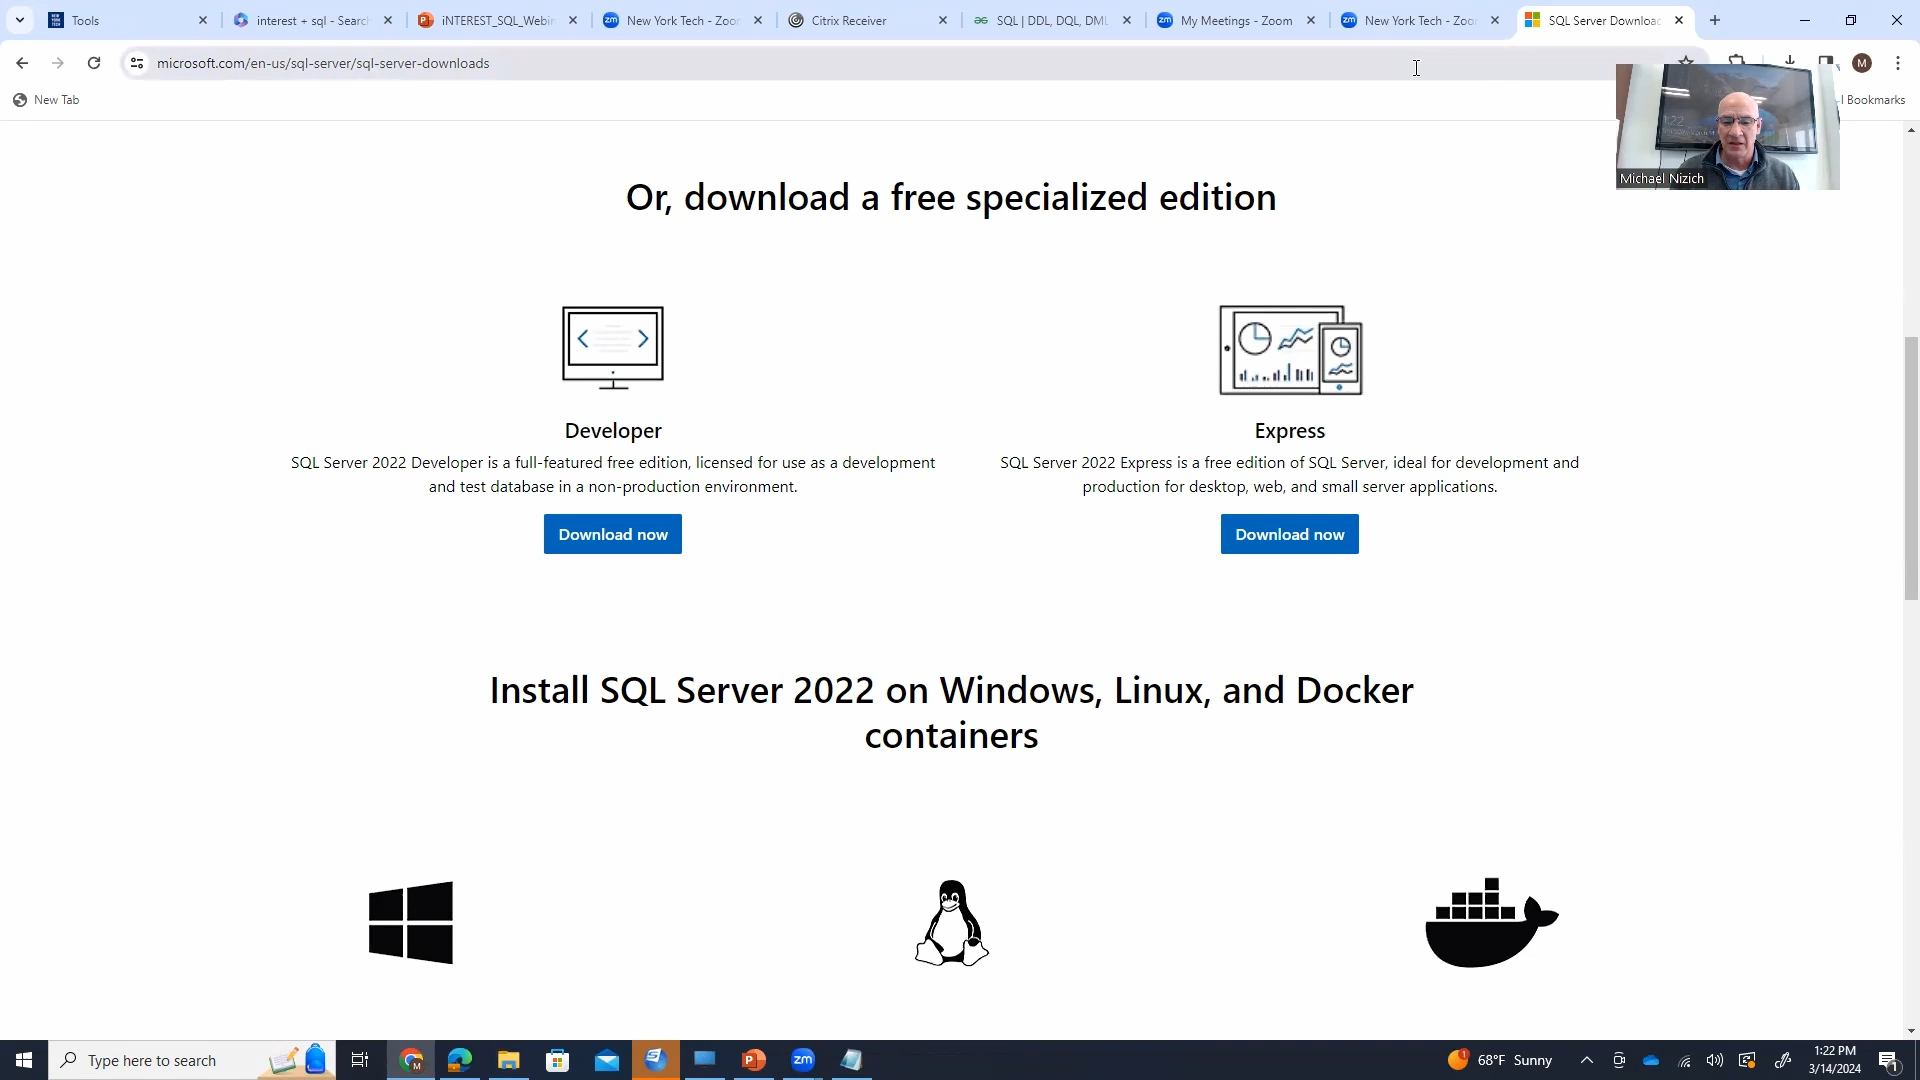 Tools
interest + sql - Search
iNTEREST_SQL_Webin
New York Tech - Zoo
Citrix Receiver
SQL | DDL, DQL, DML
My Meetings - Zoom
New York Tech - Zoo
SQL Server Downloa
microsoft.com/en-us/sql-server/sql-server-downloads
M
New Tab
l Bookmarks
Michael Nizich
Or, download a free specialized edition
Developer
SQL Server 2022 Developer is a full-featured free edition, licensed for use as a development
and test database in a non-production environment.
Download now
Express
SQL Server 2022 Express is a free edition of SQL Server, ideal for development and
production for desktop, web, and small server applications.
Download now
Install SQL Server 2022 on Windows, Linux, and Docker
containers
Type here to search
68°F Sunny
1:22 PM
3/14/2024